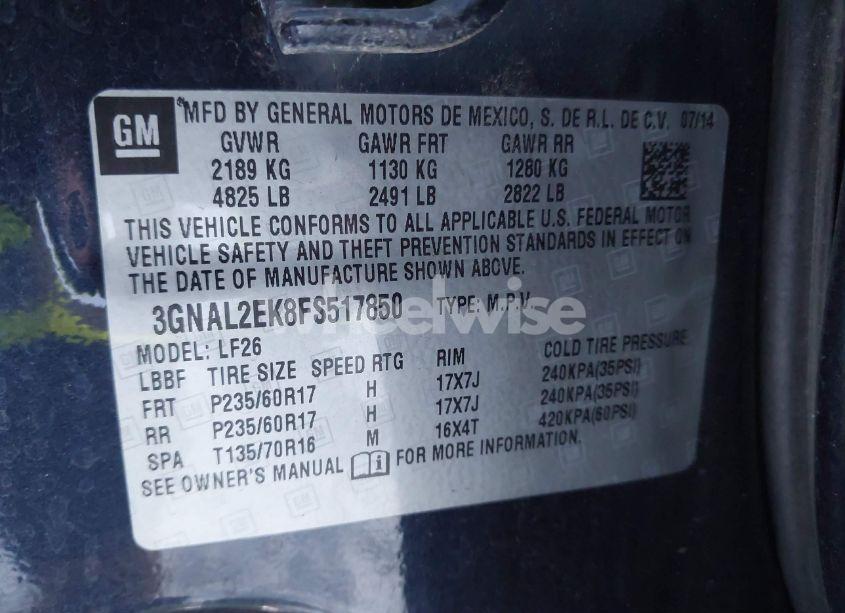 GM
MFD BY GENERAL MOTORS DE MEXICO, S. DE R.L. DE C.V. 07/14
GVWR GAWR FRT GAWR RR
2189 KG 1130 KG 1280 KG
4825 LB 2491 LB 2822 LB
THIS VEHICLE CONFORMS TO ALL APPLICABLE U.S. FEDERAL MOTOR
VEHICLE SAFETY AND THEFT PREVENTION STANDARDS IN EFFECT ON
THE DATE OF MANUFACTURE SHOWN ABOVE.
3GNAL2EK8FS517850 TYPE: M.P.V.
wheelwise
MODEL: LF26
LBBF TIRE SIZE SPEED RTG RIM COLD TIRE PRESSURE
FRT P235/60R17 H 17X7J 240KPA(35PSI)
RR P235/60R17 H 17X7J 240KPA(35PSI)
SPA T135/70R16 M 16X4T 420KPA(60PSI)
SEE OWNER'S MANUAL FOR MORE INFORMATION.